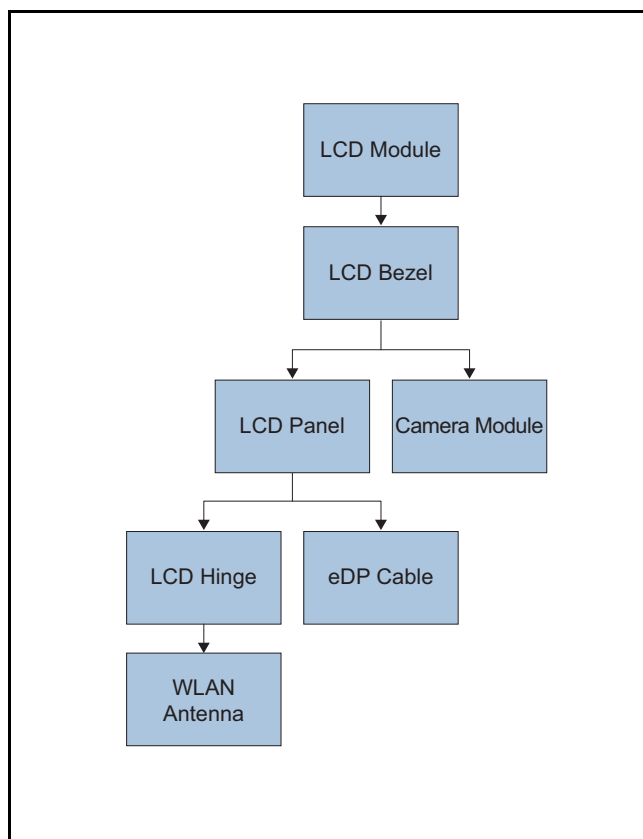 LCD Module
LCD Bezel
LCD Panel
Camera Module
LCD Hinge
eDP Cable
WLAN
Antenna